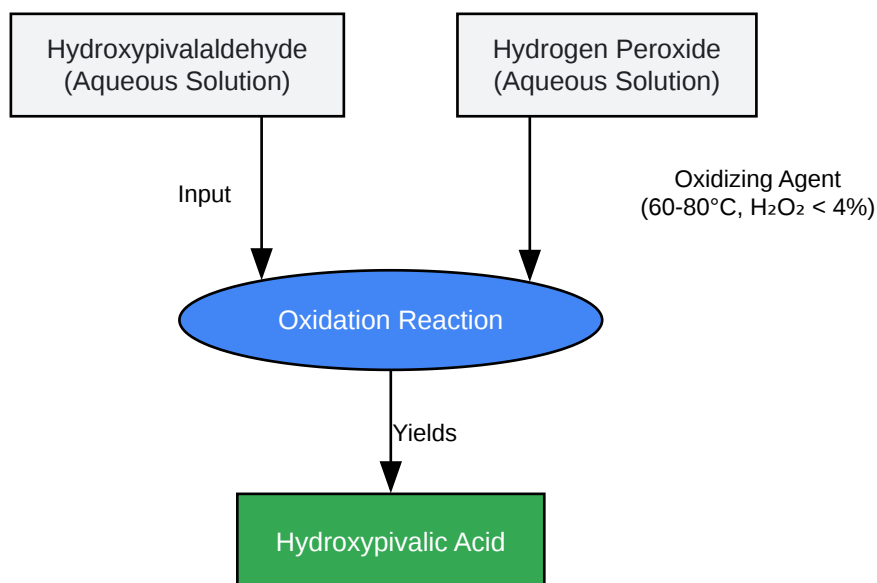 Hydroxypivalaldehyde
(Aqueous Solution)
Hydrogen Peroxide
(Aqueous Solution)
Input
Oxidizing Agent
(60-80°C, H₂O₂ < 4%)
Oxidation Reaction
Yields
Hydroxypivalic Acid